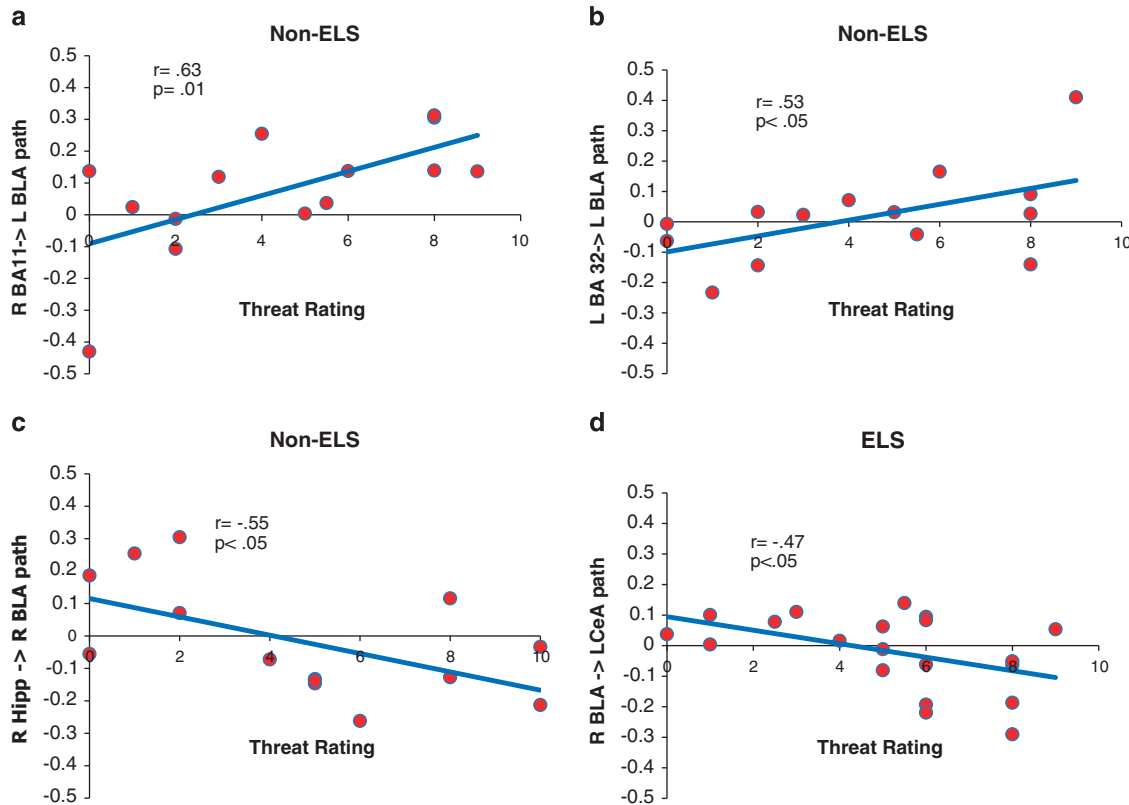 a
Non-ELS
r= .63
p= .01
R BA11-> L BLA path
0.5
0.4
0.3
0.2
0.1
0
-0.1
-0.2
-0.3
-0.4
-0.5
0
2
4
6
8
10
Threat Rating
b
Non-ELS
r= .53
p< .05
L BA 32-> L BLA path
0.5
0.4
0.3
0.2
0.1
0
-0.1
-0.2
-0.3
-0.4
-0.5
0
2
4
6
8
10
Threat Rating
c
Non-ELS
r= -.55
p< .05
R Hipp -> R BLA path
0.5
0.4
0.3
0.2
0.1
0
-0.1
-0.2
-0.3
-0.4
-0.5
0
2
4
6
8
10
Threat Rating
d
ELS
r= -.47
p<.05
R BLA -> LCeA path
0.5
0.4
0.3
0.2
0.1
0
-0.1
-0.2
-0.3
-0.4
-0.5
0
2
4
6
8
10
Threat Rating